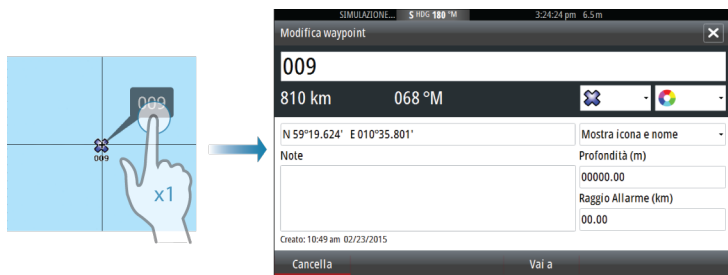 SIMULAZIONE... S HDG 180 °M 3:24:24 pm 6.5 m
Modifica waypoint
009
810 km 068 °M
009
009
x1
N 59°19.624' E 010°35.801' Mostra icona e nome
Note Profondità (m)
00000.00
Raggio Allarme (km)
00.00
Creato: 10:49 am 02/23/2015
Cancella Vai a